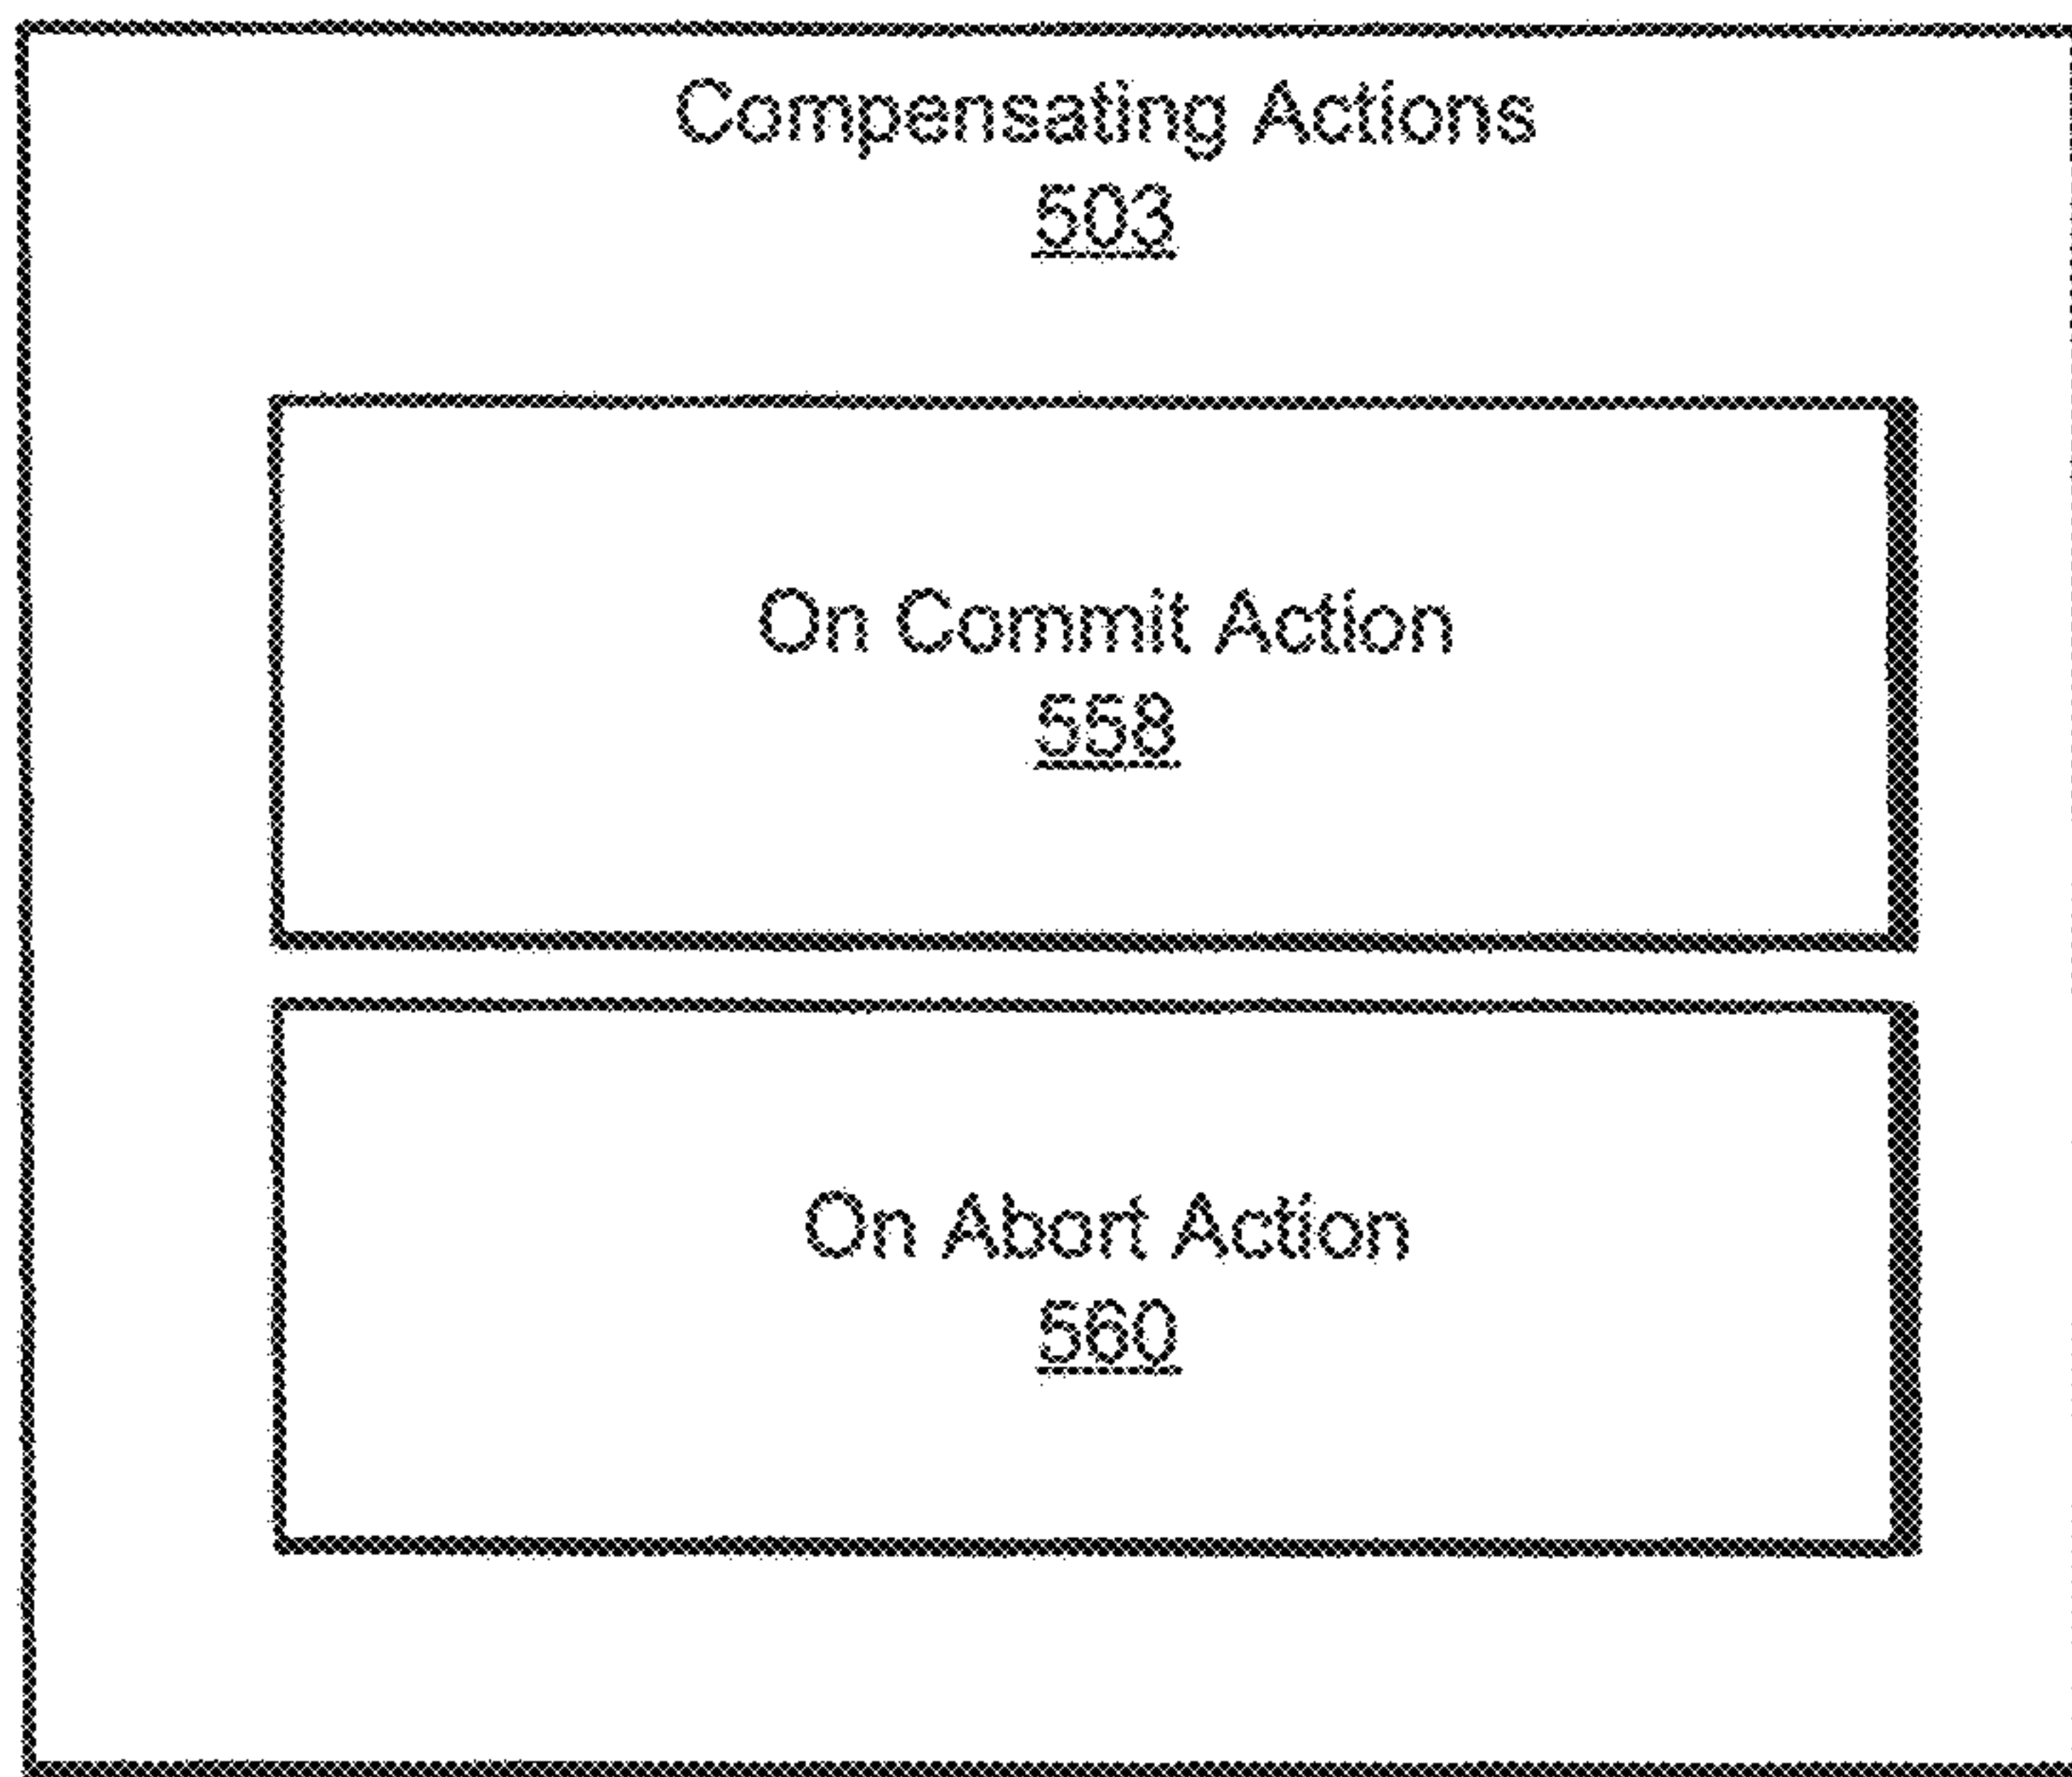 Compensating Actions
503
On Commit Action
558
On Abort Action
560